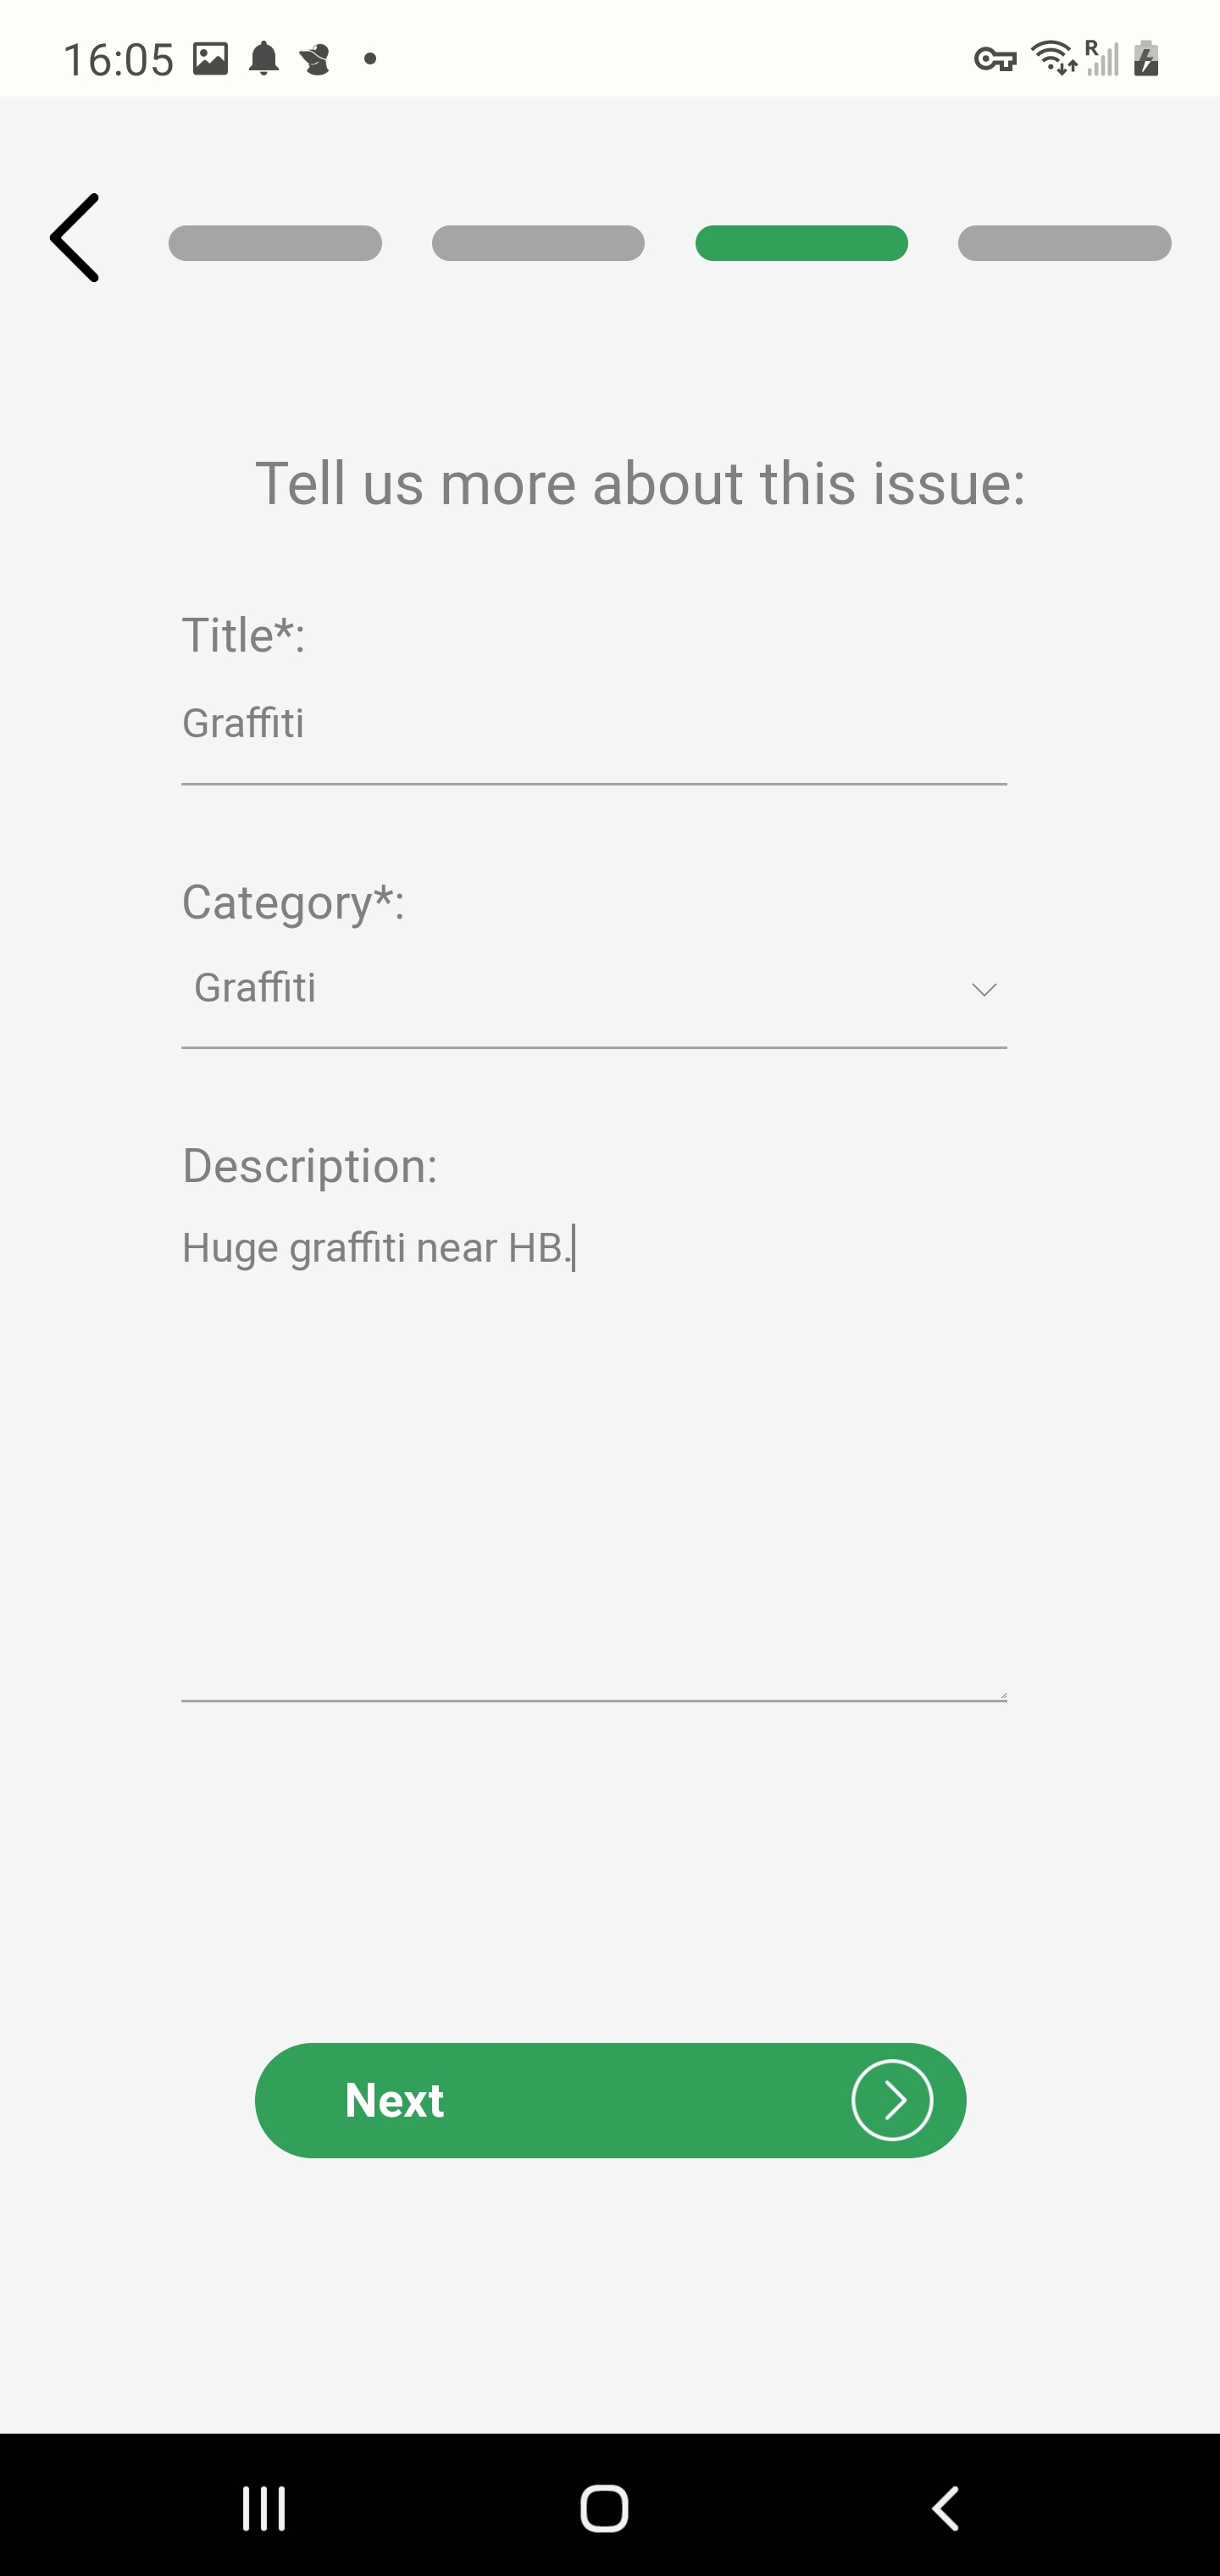 16:05
R
Tell us more about this issue:
Title*:
Graffiti
Category*:
Graffiti
Description:
Huge graffiti near HB.
Next